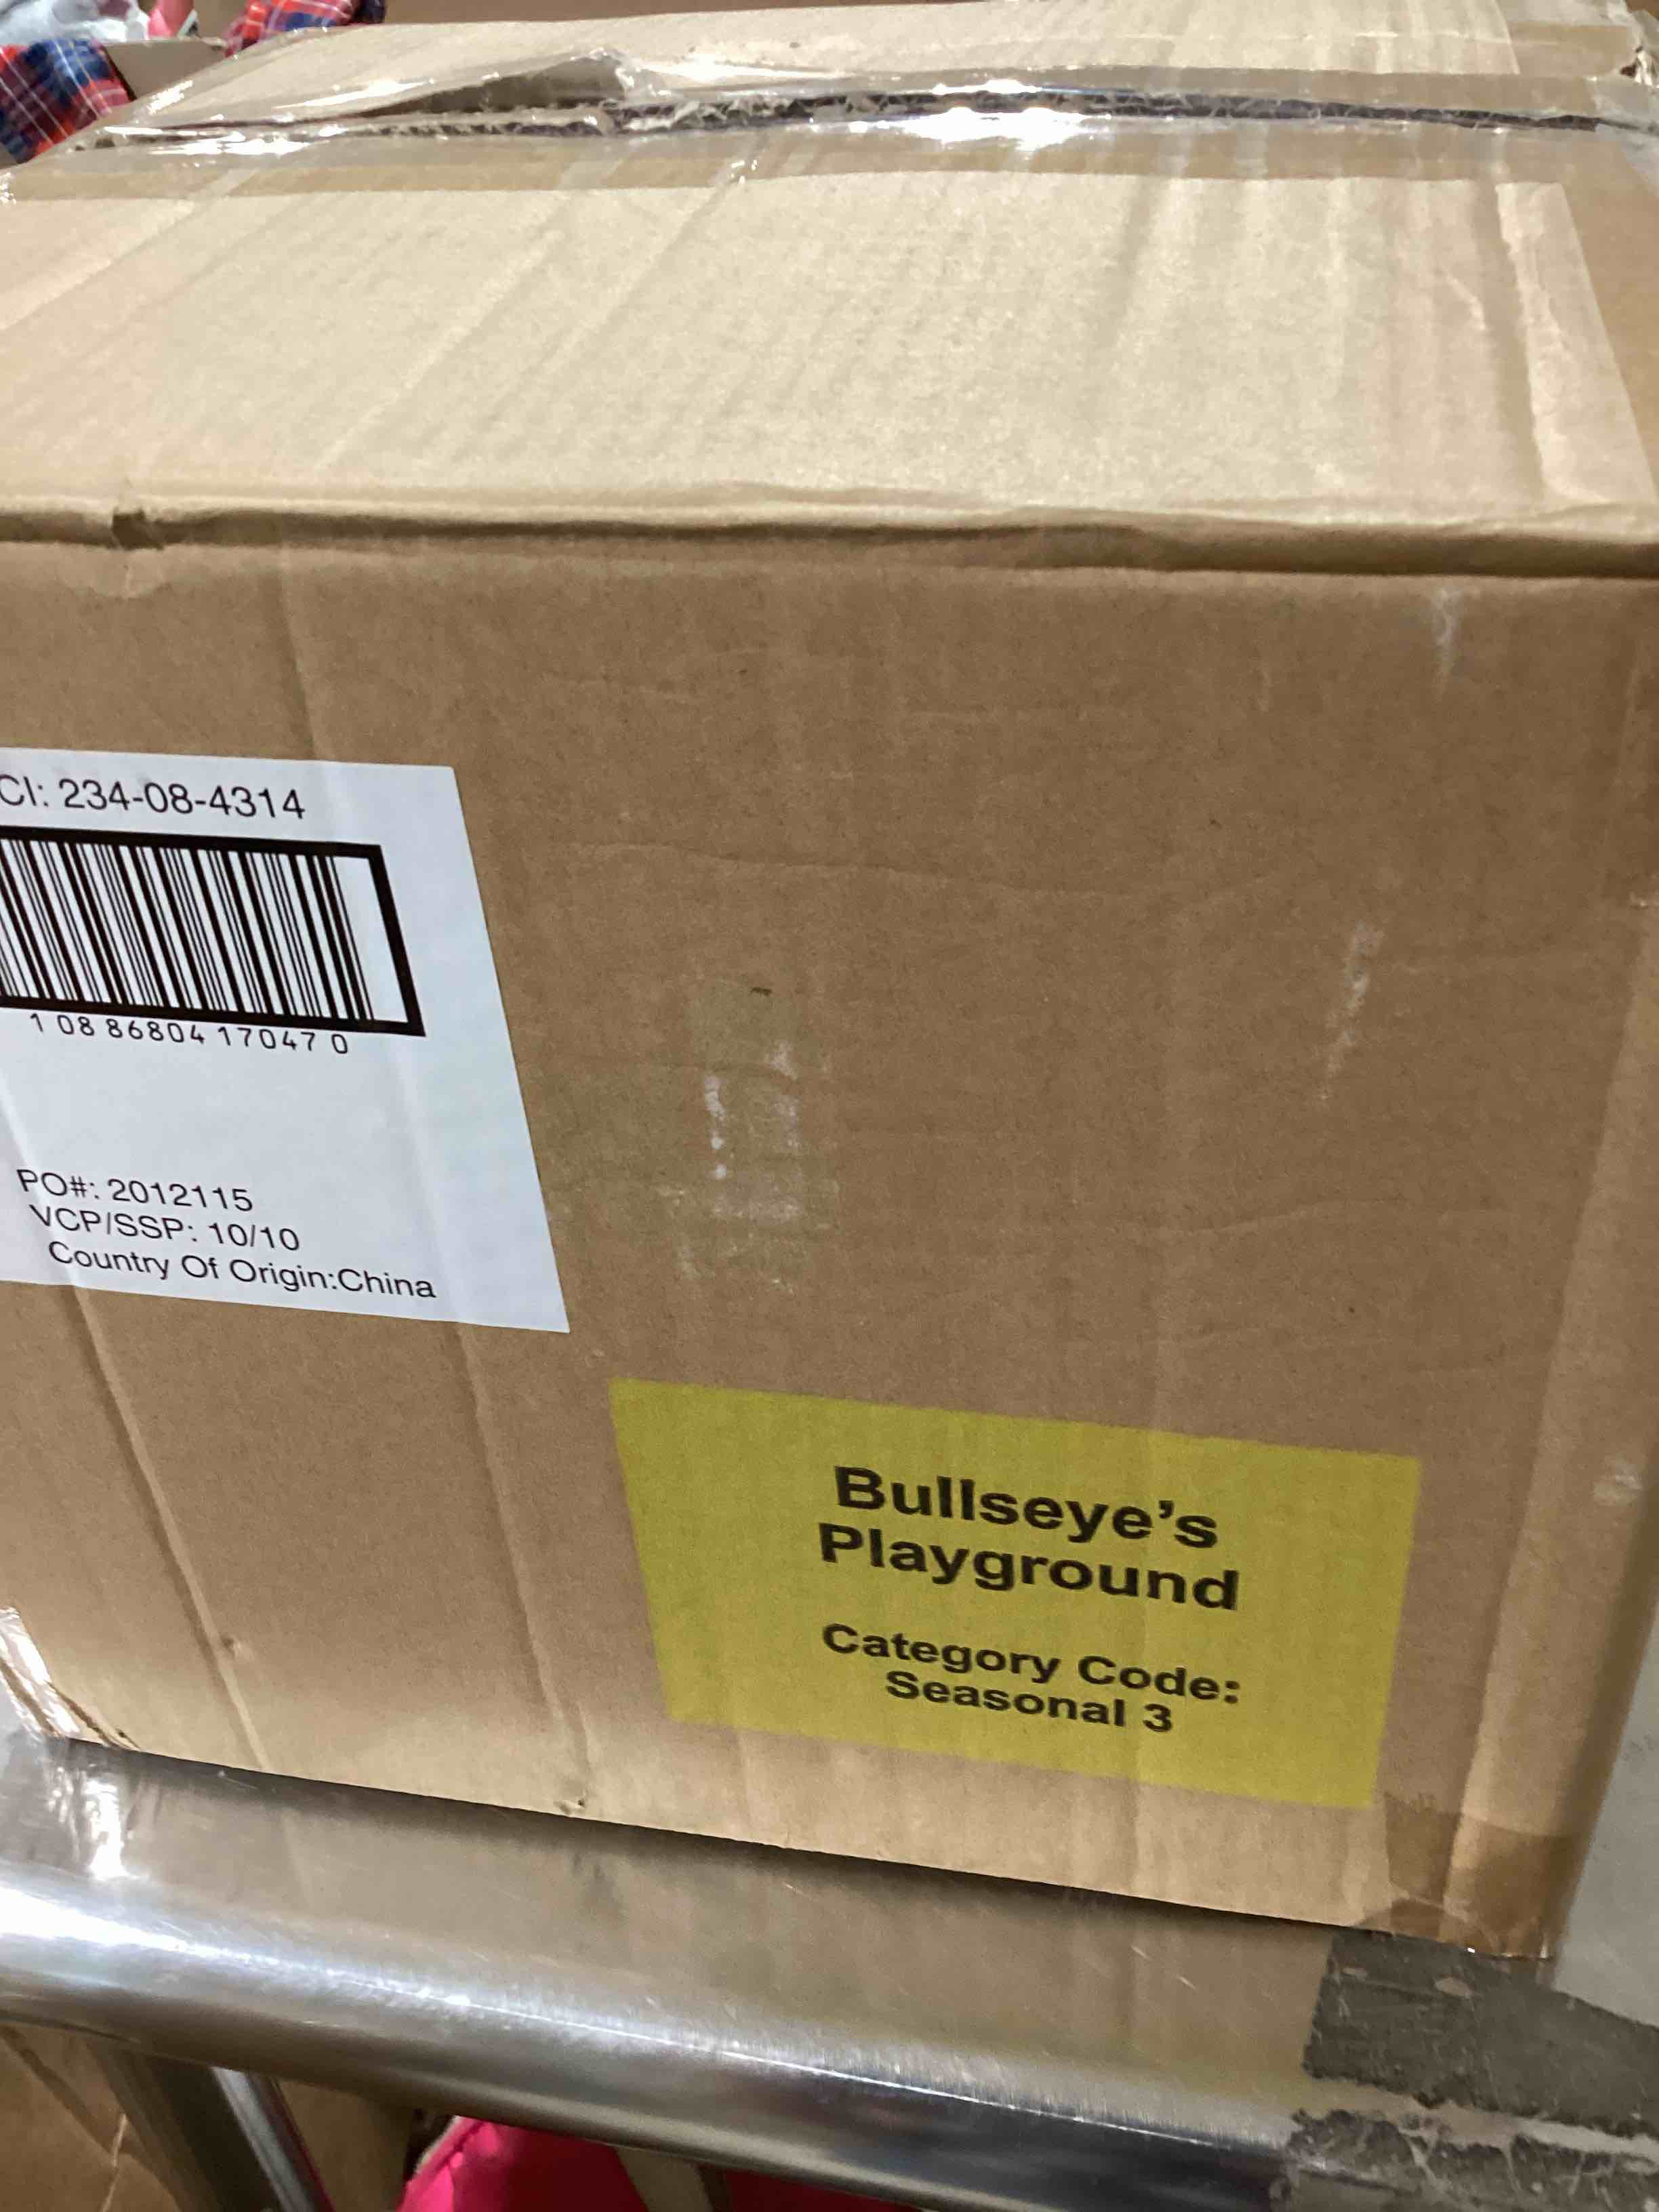 CI: 234-08-4314
1 08 86804 17047 0
PO#: 2012115
VCP/SSP: 10/10
Country Of Origin:China
Bullseye's
Playground
Category Code:
Seasonal 3